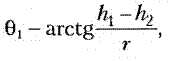 θ₁ − arctg (h₁ − h₂)/r,